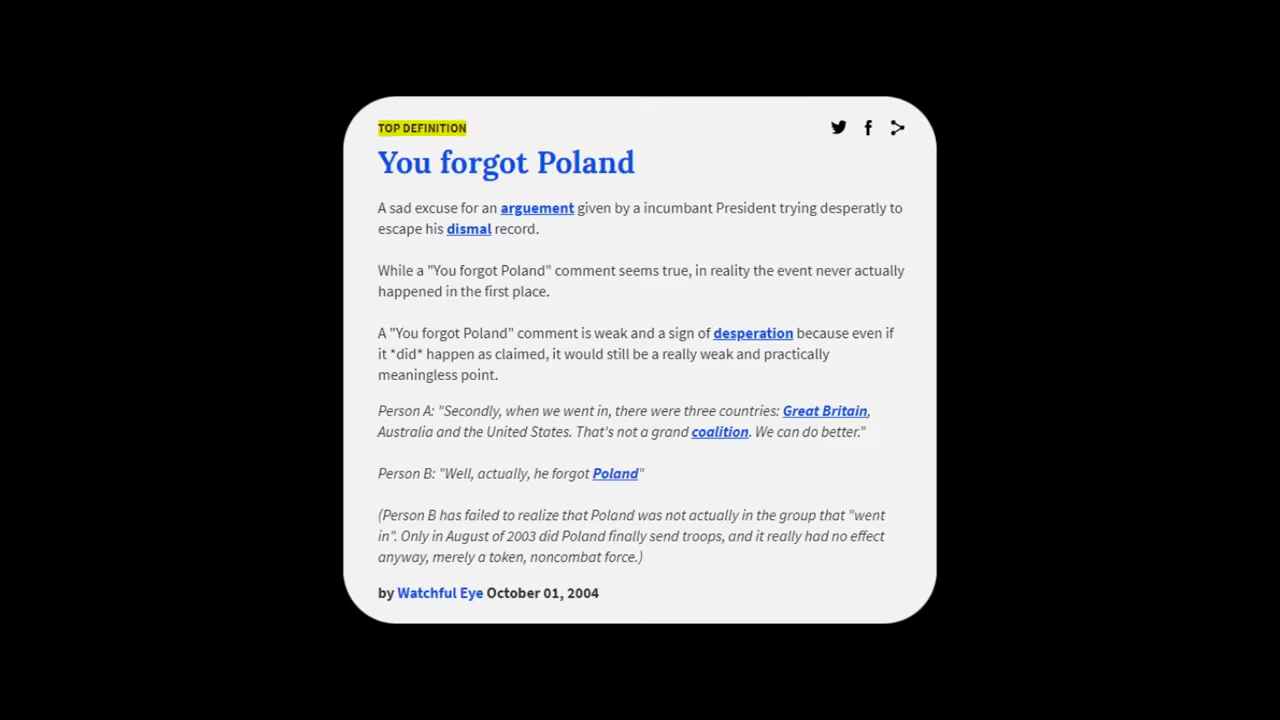 TOP DEFINITION
You forgot Poland
A sad excuse for an arguement given by a incumbant President trying desperatly to
escape his dismal record.
While a "You forgot Poland" comment seems true, in reality the event never actually
happened in the first place.
A "You forgot Poland" comment is weak and a sign of desperation because even if
it *did* happen as claimed, it would still be a really weak and practically
meaningless point.
Person A: "Secondly, when we went in, there were three countries: Great Britain,
Australia and the United States. That's not a grand coalition. We can do better."
Person B: "Well, actually, he forgot Poland"
(Person B has failed to realize that Poland was not actually in the group that "went
in". Only in August of 2003 did Poland finally send troops, and it really had no effect
anyway, merely a token, noncombat force.)
by Watchful Eye October 01, 2004